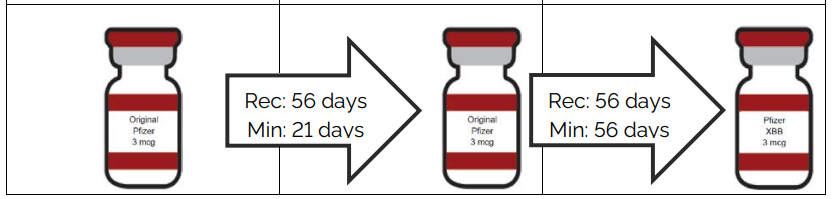 Original
Pfizer
3 mcg
Rec: 56 days
Min: 21 days
Original
Pfizer
3 mcg
Rec: 56 days
Min: 56 days
Pfizer
XBB
3 mcg